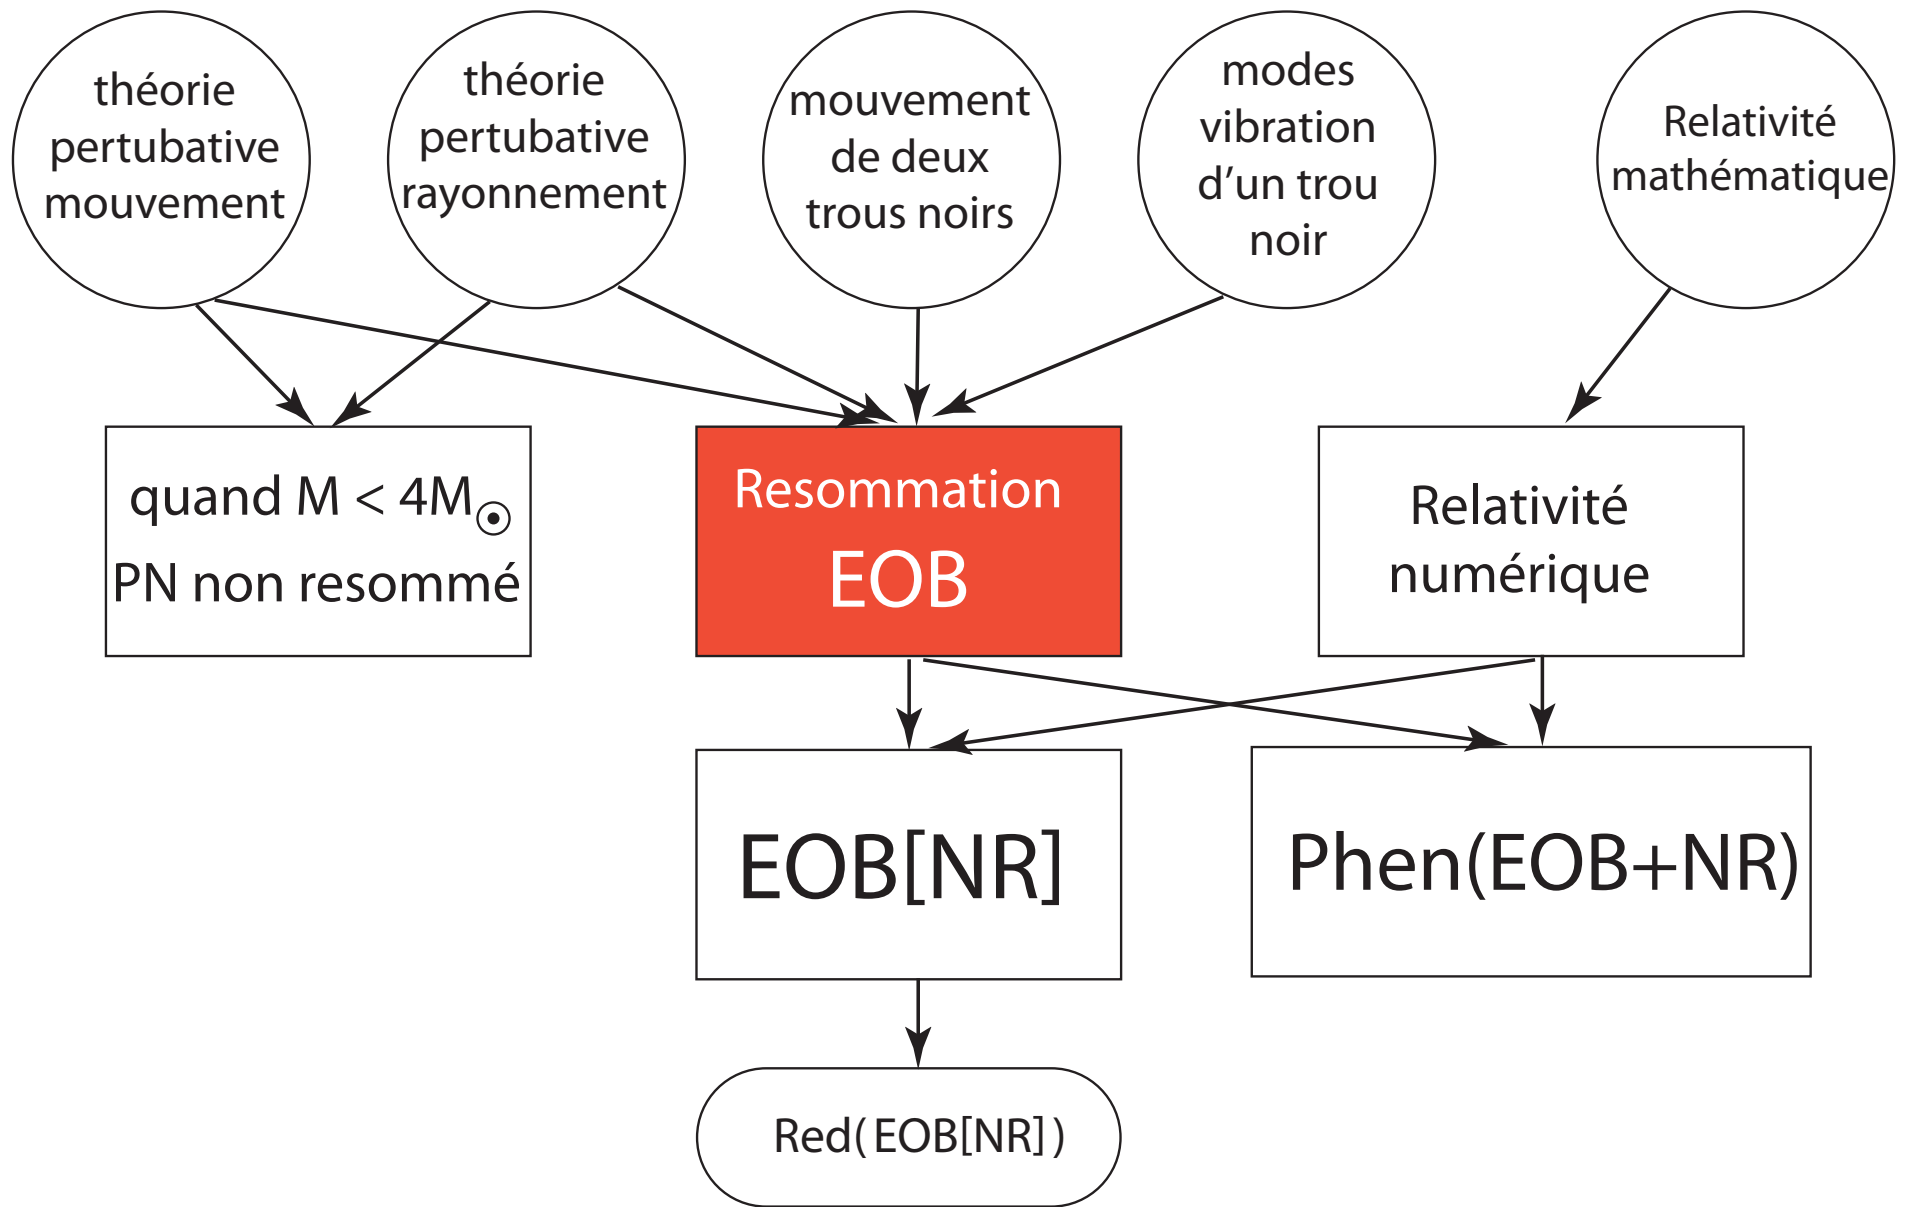 théorie
pertubative
mouvement
théorie
pertubative
rayonnement
mouvement
de deux
trous noirs
modes
vibration
d’un trou
noir
Relativité
mathématique
quand M < 4M☉
PN non resommé
Resommation
EOB
Relativité
numérique
EOB[NR]
Phen(EOB+NR)
Red(EOB[NR])